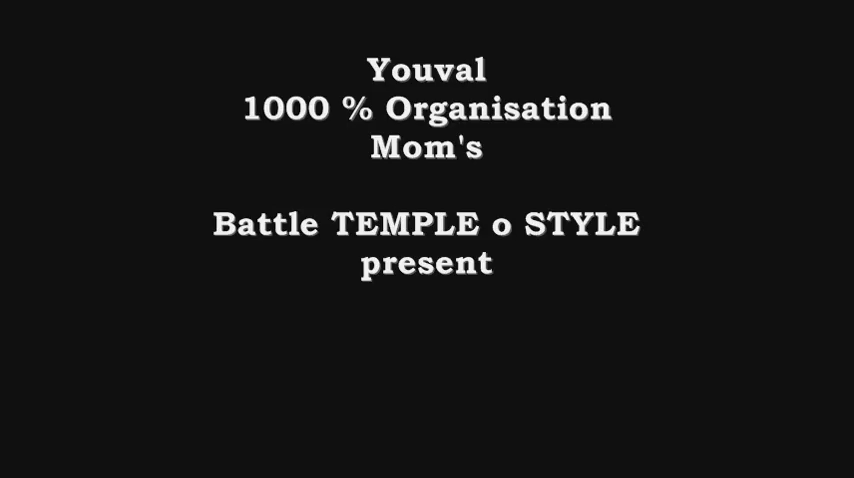 Youval
1000 % Organisation
Mom's
Battle TEMPLE o STYLE
present